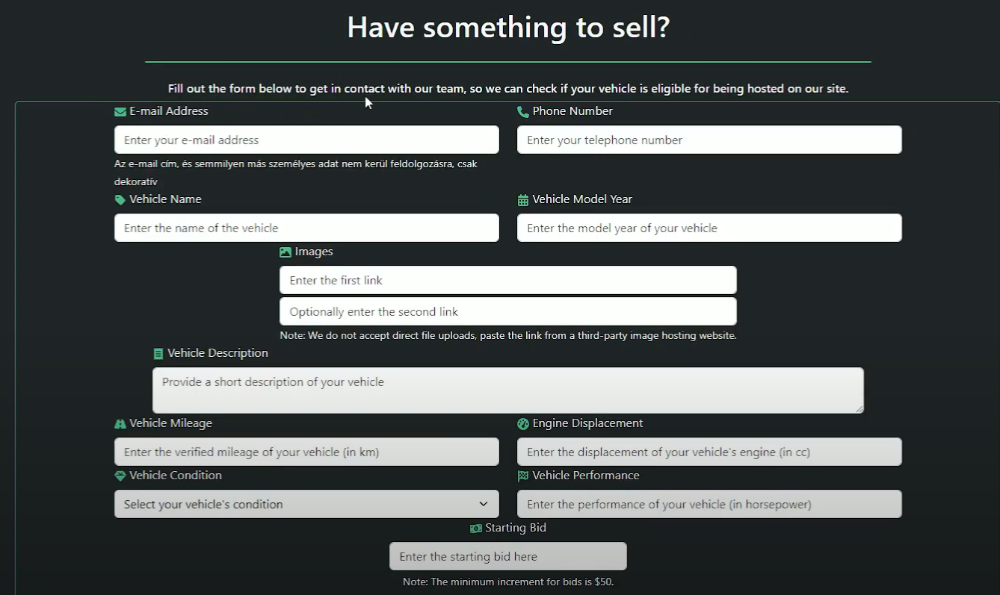 Have something to sell?
Fill out the form below to get in contact with our team, so we can check if your vehicle is eligible for being hosted on our site.
E-mail Address
Phone Number
Enter your e-mail address
Enter your telephone number
Az e-mail cím, és semmilyen más személyes adat nem kerül feldolgozásra, csak
dekoratív
Vehicle Name
Vehicle Model Year
Enter the name of the vehicle
Enter the model year of your vehicle
Images
Enter the first link
Optionally enter the second link
Note: We do not accept direct file uploads, paste the link from a third-party image hosting website.
Vehicle Description
Provide a short description of your vehicle
Vehicle Mileage
Engine Displacement
Enter the verified mileage of your vehicle (in km)
Enter the displacement of your vehicle's engine (in cc)
Vehicle Condition
Vehicle Performance
Select your vehicle's condition
Enter the performance of your vehicle (in horsepower)
Starting Bid
Enter the starting bid here
Note: The minimum increment for bids is $50.